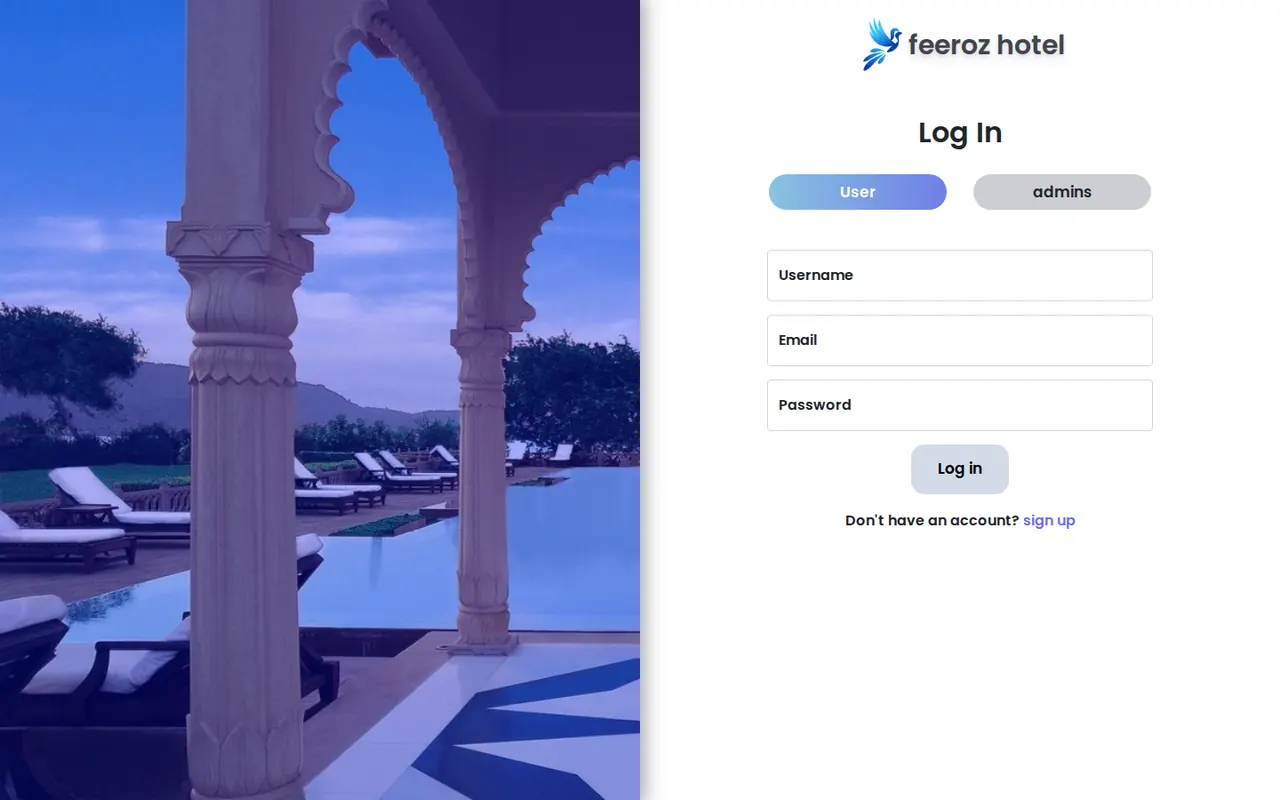 feeroz hotel
Log In
User
admins
Username
Email
Password
Log in
Don't have an account? sign up